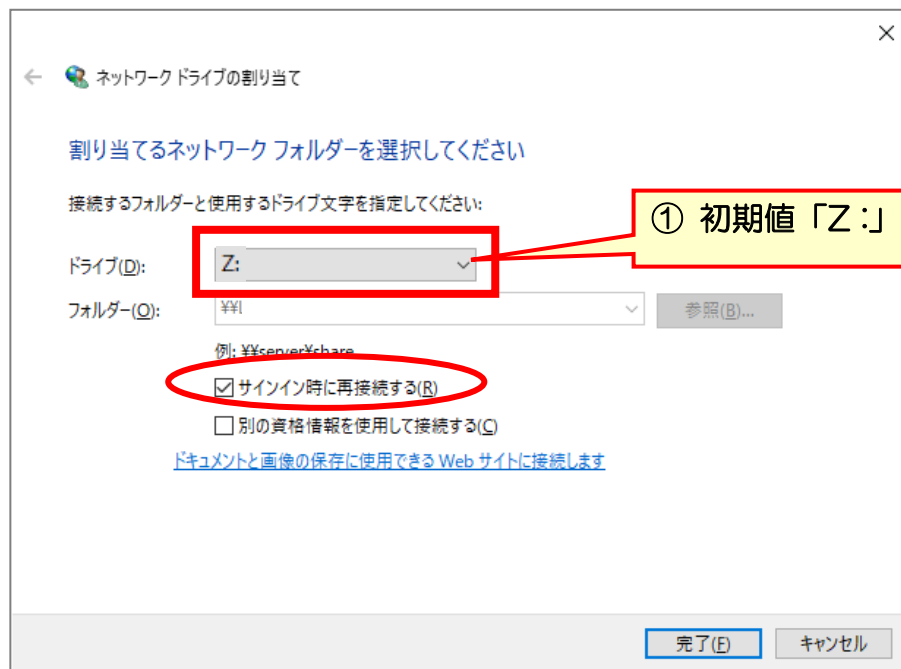 ネットワーク ドライブの割り当て
割り当てるネットワーク フォルダーを選択してください
接続するフォルダーと使用するドライブ文字を指定してください:
① 初期値「Z:」
ドライブ(D): Z:
フォルダー(O): ¥¥l 参照(B)...
例: ¥¥server¥share
サインイン時に再接続する(R)
別の資格情報を使用して接続する(C)
ドキュメントと画像の保存に使用できる Web サイトに接続します
完了(F) キャンセル